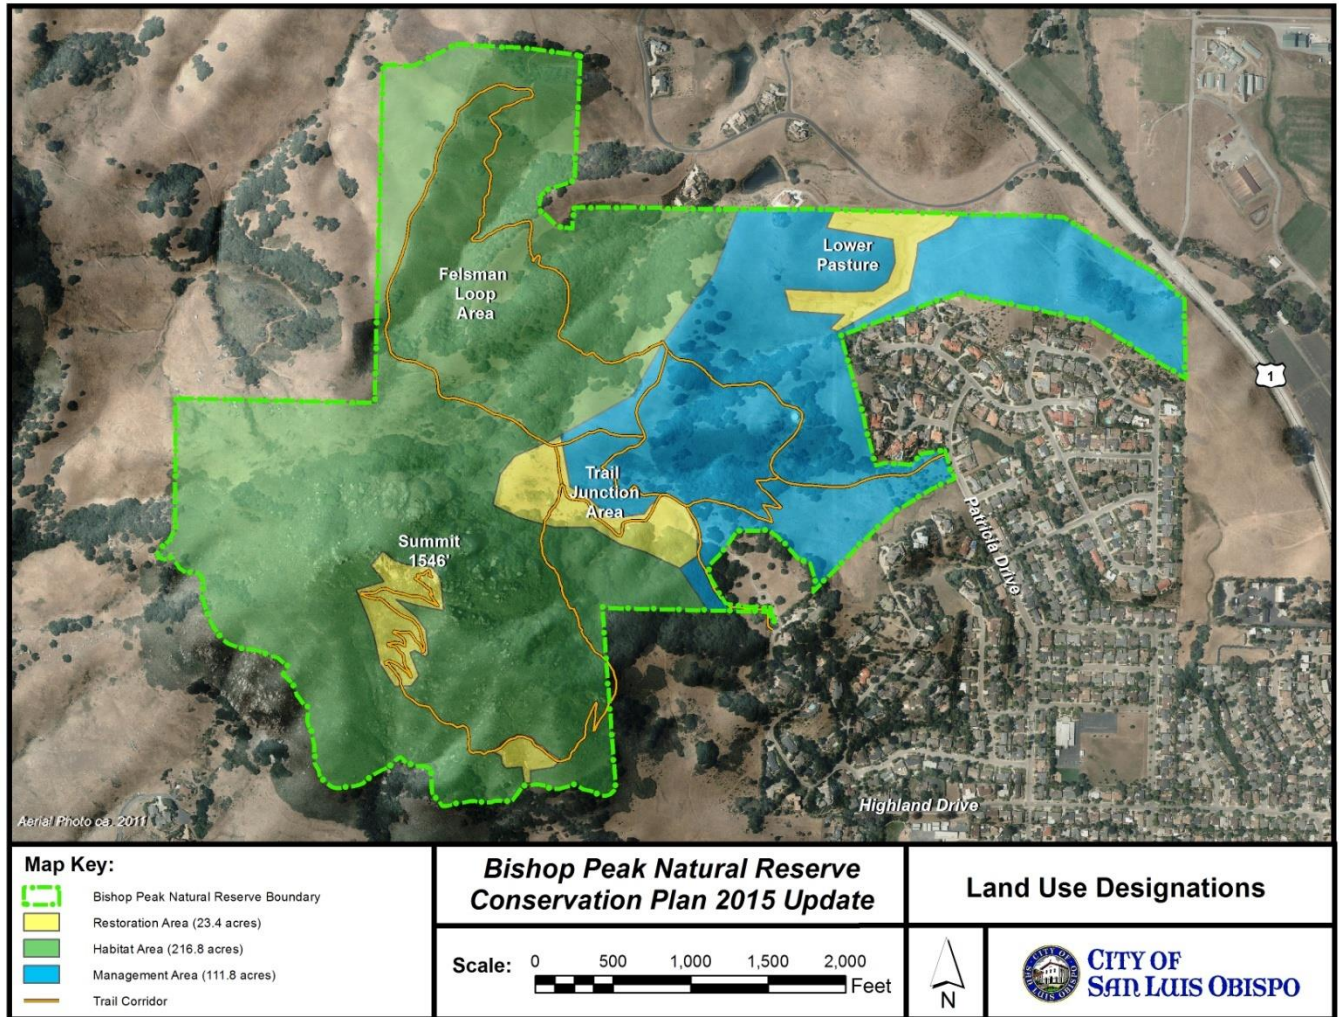 Lower
Pasture
Felsman
Loop
Area
1
Trail
Junction
Area
Summit
1546'
Patricia Drive
Highland Drive
Aerial Photo ca. 2011
Map Key:
Bishop Peak Natural Reserve Boundary
Restoration Area (23.4 acres)
Habitat Area (216.8 acres)
Management Area (111.8 acres)
Trail Corridor
Bishop Peak Natural Reserve
Conservation Plan 2015 Update
Scale: 0 500 1,000 1,500 2,000
Feet
Land Use Designations
N
CITY OF
SAN LUIS OBISPO